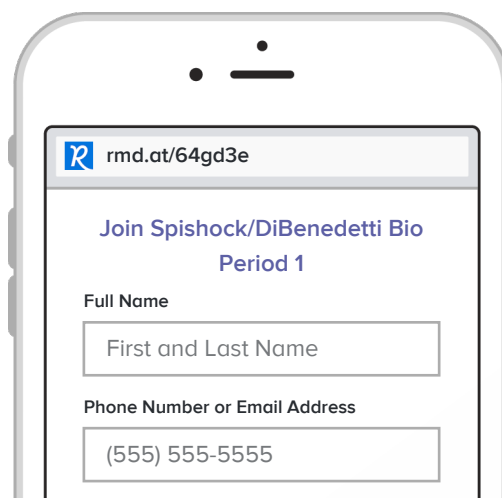 rmd.at/64gd3e
Join Spishock/DiBenedetti Bio
Period 1
Full Name
First and Last Name
Phone Number or Email Address
(555) 555-5555